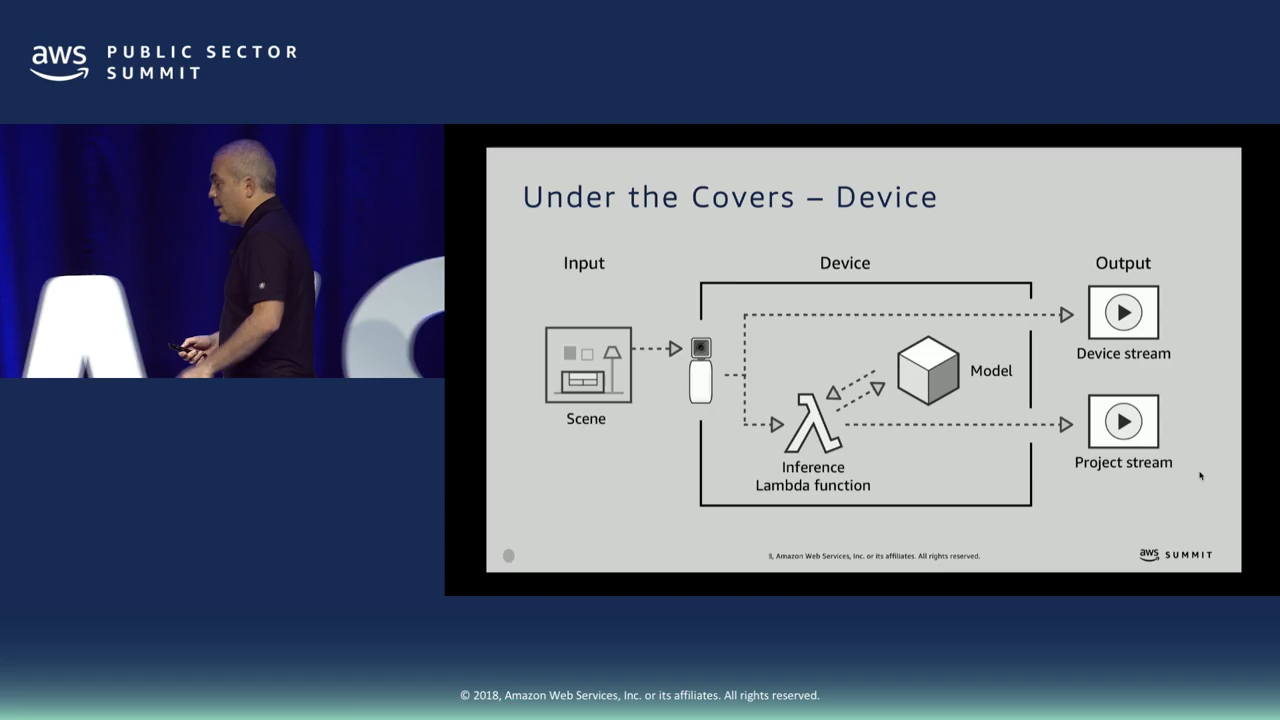 aws PUBLIC SECTOR
SUMMIT
Under the Covers – Device
Input
Device
Output
Scene
Model
Inference
Lambda function
Device stream
Project stream
8, Amazon Web Services, Inc. or its affiliates. All rights reserved.
aws SUMMIT
© 2018, Amazon Web Services, Inc. or its affiliates. All rights reserved.